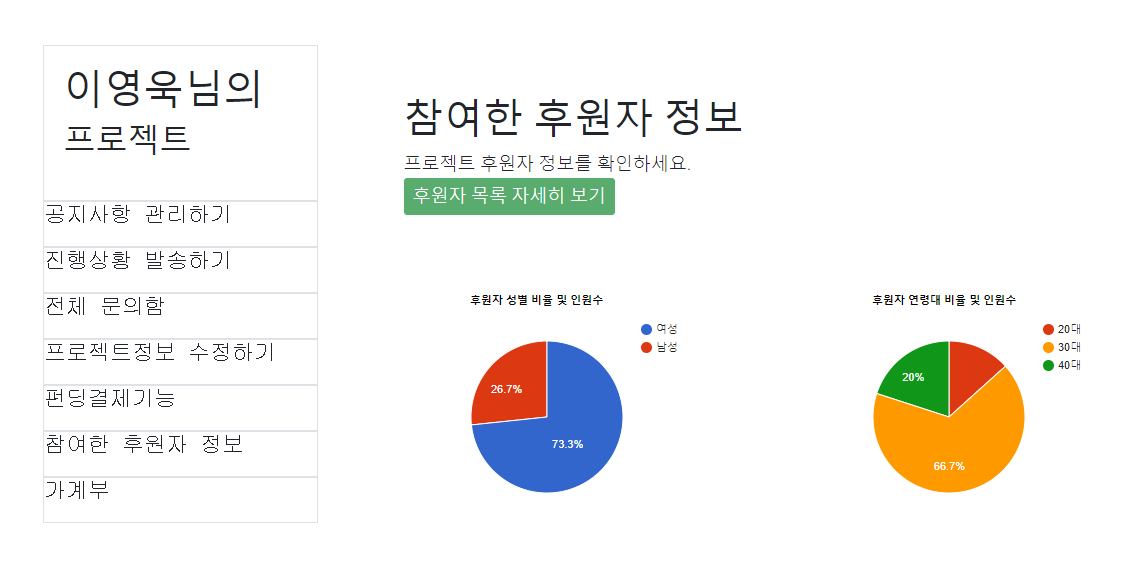 이영욱님의
프로젝트
공지사항 관리하기
진행상황 발송하기
전체 문의함
프로젝트정보 수정하기
펀딩결제기능
참여한 후원자 정보
가계부
참여한 후원자 정보
프로젝트 후원자 정보를 확인하세요.
후원자 목록 자세히 보기
후원자 성별 비율 및 인원수
여성
남성
26.7%
73.3%
후원자 연령대 비율 및 인원수
20대
30대
40대
20%
66.7%